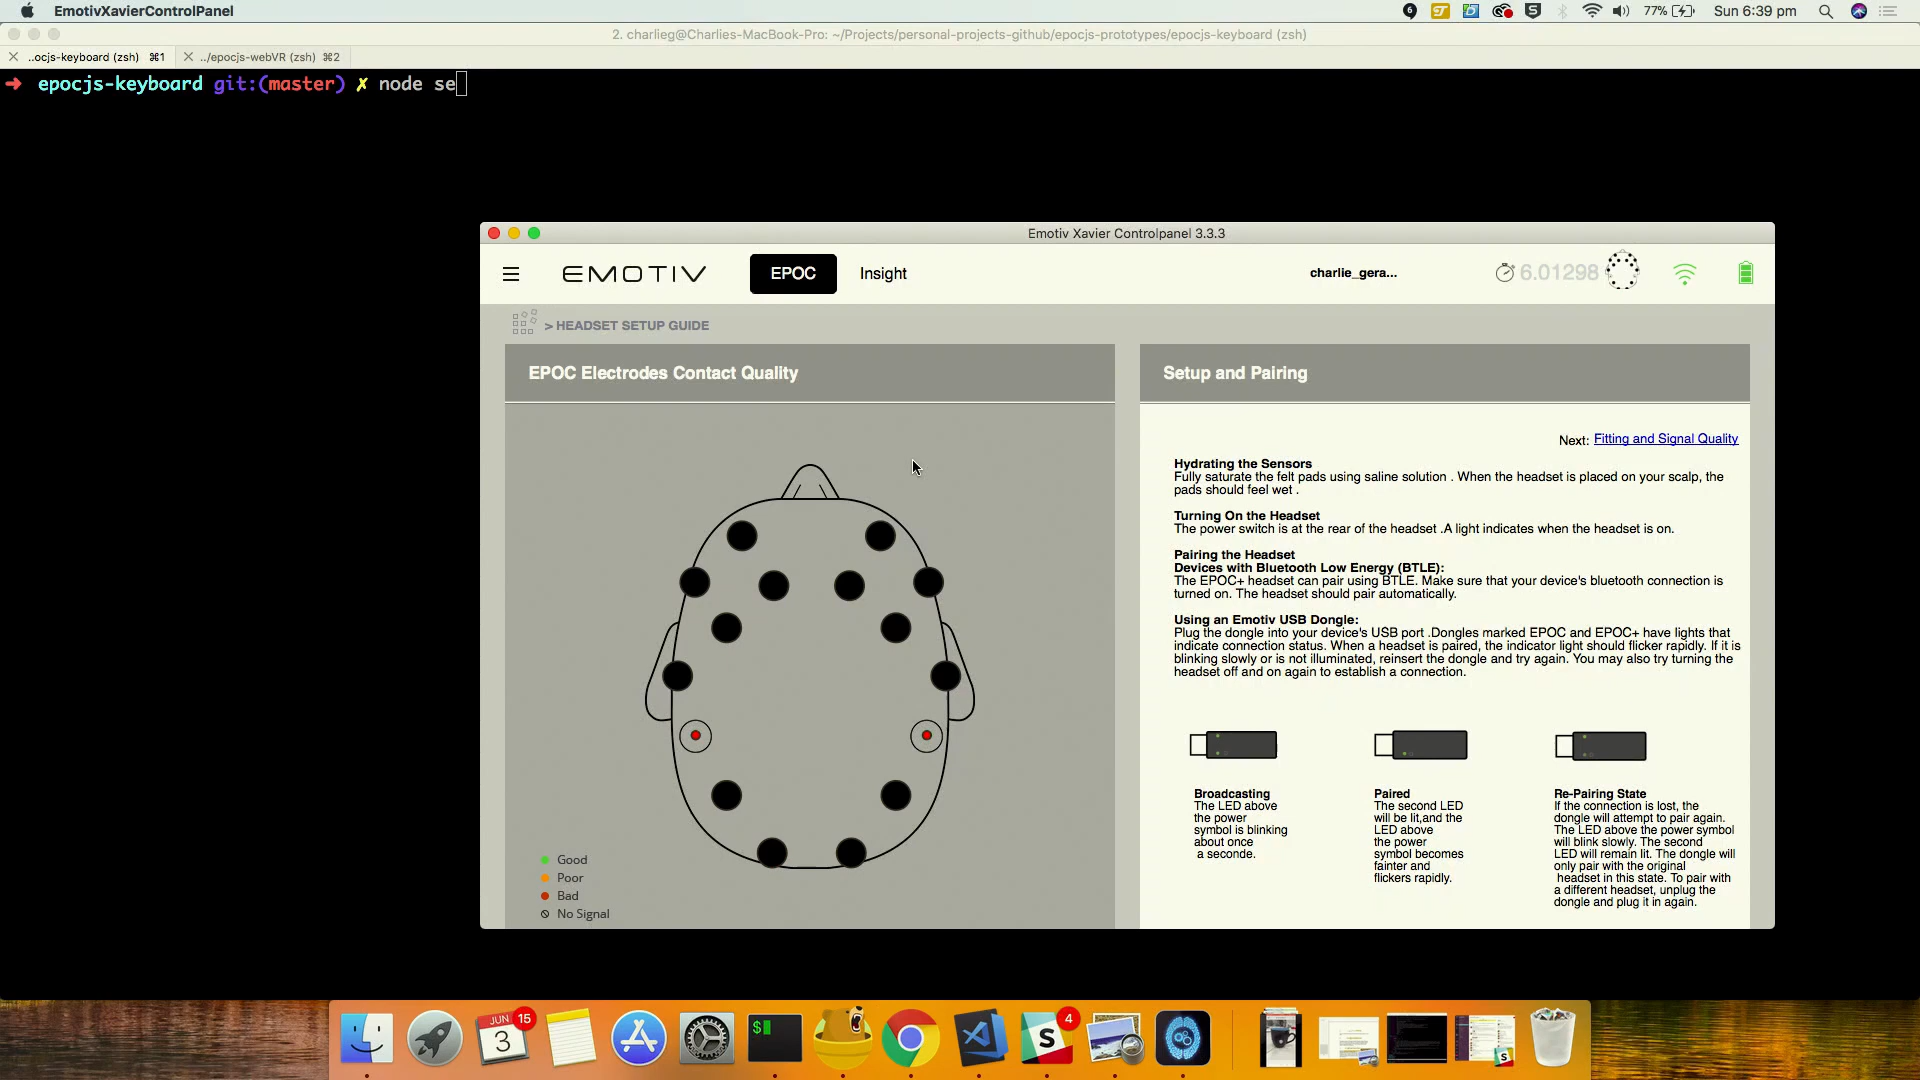 EmotivXavierControlPanel
77%
Sun 6:39 pm
2. charlieg@Charlies-MacBook-Pro: ~/Projects/personal-projects-github/epocjs-prototypes/epocjs-keyboard (zsh)
..ocjs-keyboard (zsh) ⌘1
../epocjs-webVR (zsh) ⌘2
➜ epocjs-keyboard git:(master) ✗ node se
Emotiv Xavier Controlpanel 3.3.3
EMOTIV
EPOC
Insight
charlie_gera...
6.01298
> HEADSET SETUP GUIDE
EPOC Electrodes Contact Quality
Good
Poor
Bad
No Signal
Setup and Pairing
Next: Fitting and Signal Quality
Hydrating the Sensors
Fully saturate the felt pads using saline solution . When the headset is placed on your scalp, the
pads should feel wet .
Turning On the Headset
The power switch is at the rear of the headset .A light indicates when the headset is on.
Pairing the Headset
Devices with Bluetooth Low Energy (BTLE):
The EPOC+ headset can pair using BTLE. Make sure that your device's bluetooth connection is
turned on. The headset should pair automatically.
Using an Emotiv USB Dongle:
Plug the dongle into your device's USB port .Dongles marked EPOC and EPOC+ have lights that
indicate connection status. When a headset is paired, the indicator light should flicker rapidly. If it is
blinking slowly or is not illuminated, reinsert the dongle and try again. You may also try turning the
headset off and on again to establish a connection.
Broadcasting
The LED above
the power
symbol is blinking
about once
a seconde.
Paired
The second LED
will be lit,and the
LED above
the power
symbol becomes
fainter and
flickers rapidly.
Re-Pairing State
If the connection is lost, the
dongle will attempt to pair again.
The LED above the power symbol
will blink slowly. The second
LED will remain lit. The dongle will
only pair with the original
headset in this state. To pair with
a different headset, unplug the
dongle and plug it in again.
JUN
15
3
$
S
4